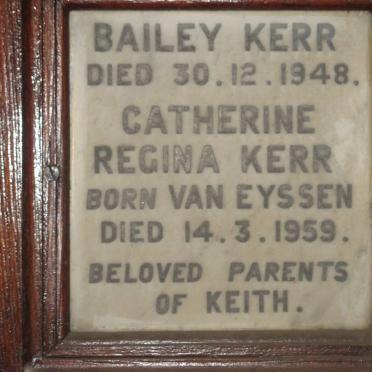 BAILEY KERR
DIED 30.12.1948.
CATHERINE
REGINA KERR
BORN VAN EYSSEN
DIED 14.3.1959.
BELOVED PARENTS
OF KEITH.